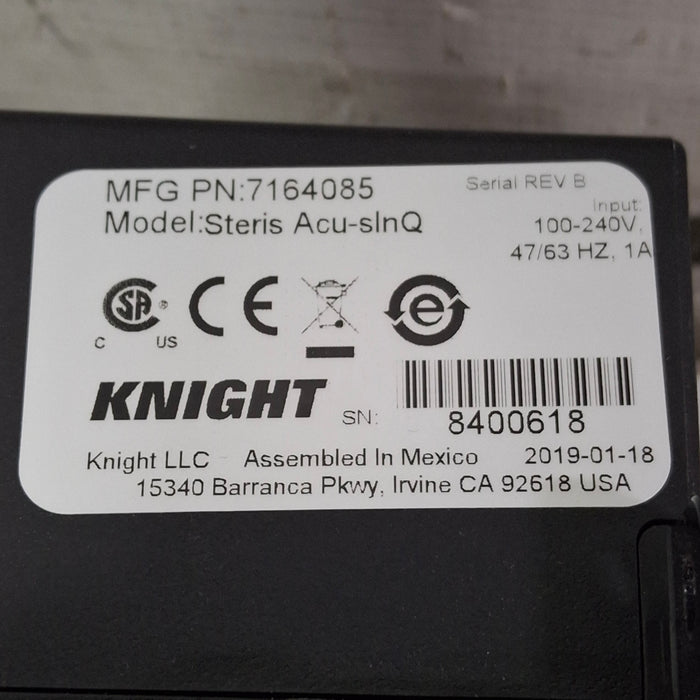 MFG PN:7164085
Serial REV B
Model:Steris Acu-sInQ
Input:
100-240V,
47/63 HZ, 1A
SA ®
C US
CE
e
KNIGHT
SN:
8400618
Knight LLC - Assembled In Mexico 2019-01-18
15340 Barranca Pkwy, Irvine CA 92618 USA